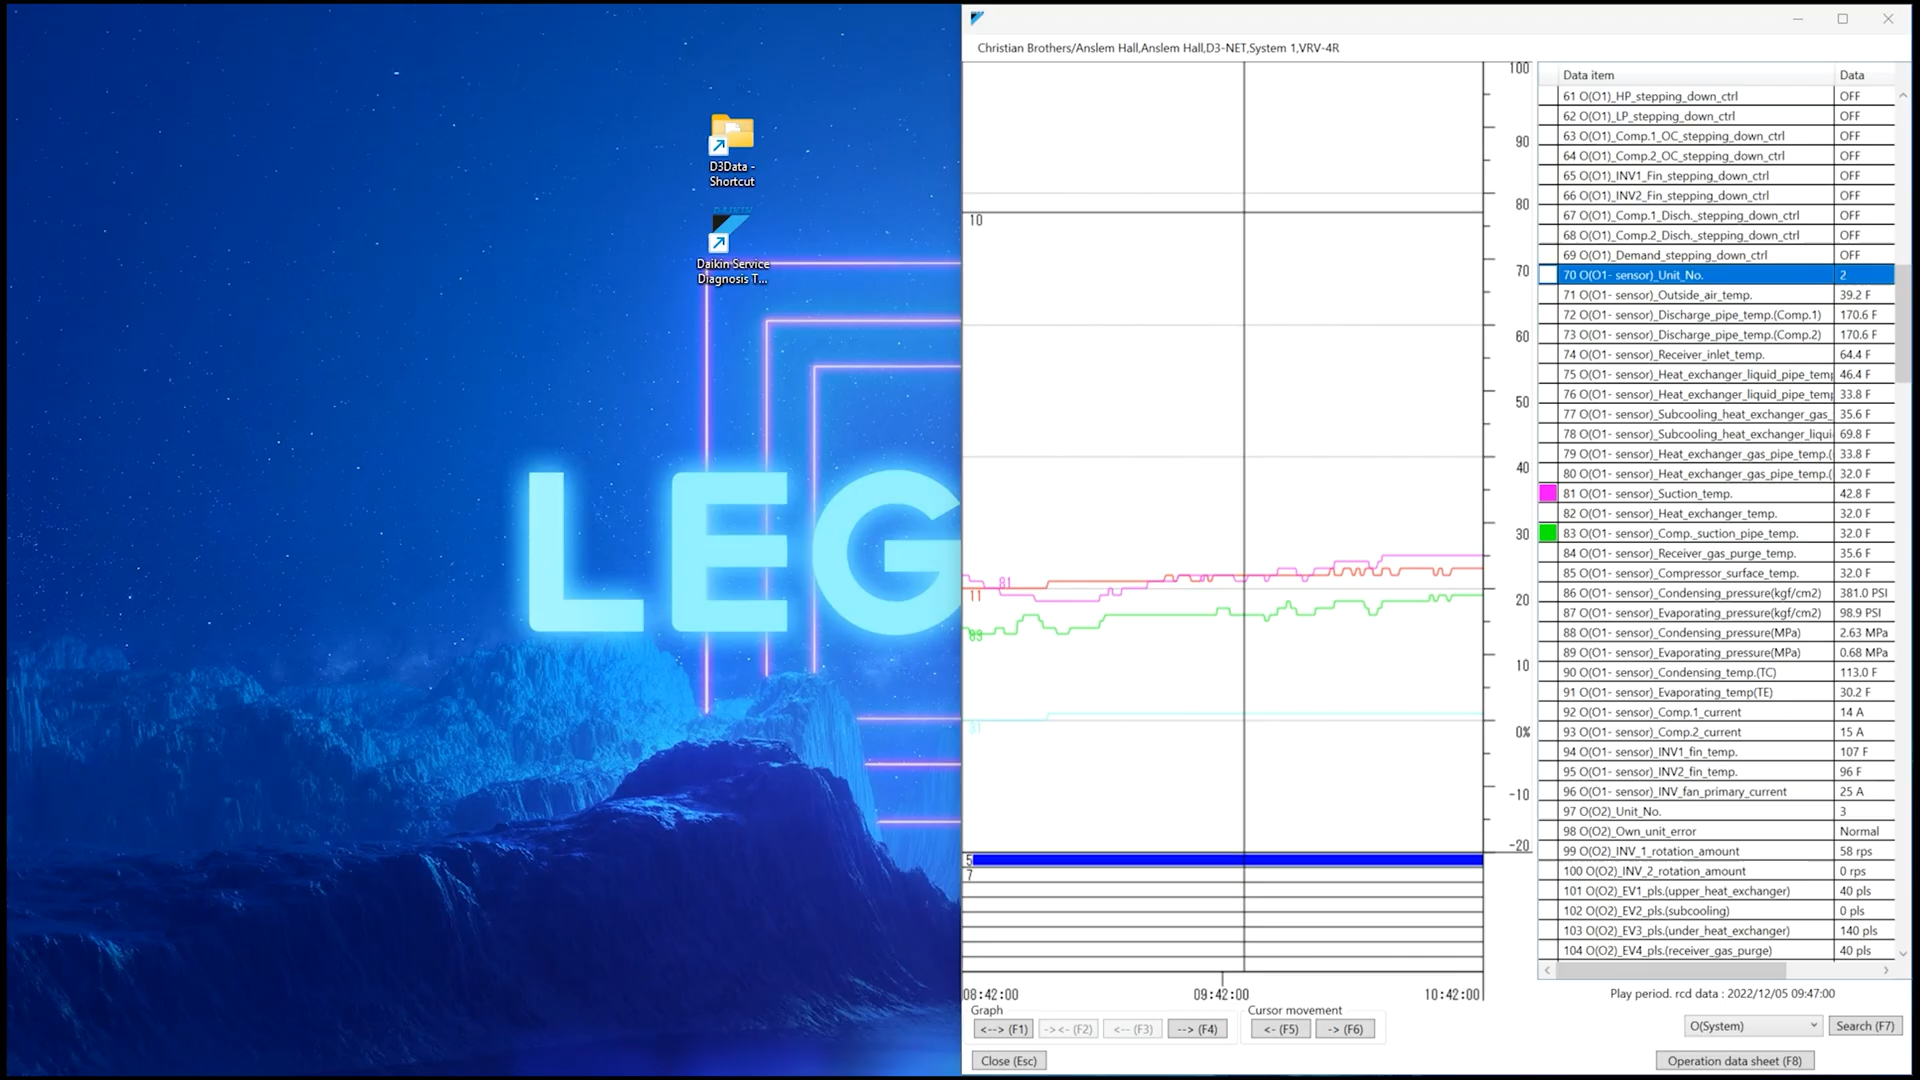 D3Data -
Shortcut
DAIKIN
Daikin Service
Diagnosis T...
LEG
Christian Brothers/Anslem Hall,Anslem Hall,D3-NET,System 1,VRV-4R
100
90
80
70
60
50
40
30
20
10
0%
-10
-20
10
81
11
5
7
08:42:00
09:42:00
10:42:00
Data item Data
61 O(O1)_HP_stepping_down_ctrl OFF
62 O(O1)_LP_stepping_down_ctrl OFF
63 O(O1)_Comp.1_OC_stepping_down_ctrl OFF
64 O(O1)_Comp.2_OC_stepping_down_ctrl OFF
65 O(O1)_INV1_Fin_stepping_down_ctrl OFF
66 O(O1)_INV2_Fin_stepping_down_ctrl OFF
67 O(O1)_Comp.1_Disch._stepping_down_ctrl OFF
68 O(O1)_Comp.2_Disch._stepping_down_ctrl OFF
69 O(O1)_Demand_stepping_down_ctrl OFF
70 O(O1- sensor)_Unit_No. 2
71 O(O1- sensor)_Outside_air_temp. 39.2 F
72 O(O1- sensor)_Discharge_pipe_temp.(Comp.1) 170.6 F
73 O(O1- sensor)_Discharge_pipe_temp.(Comp.2) 170.6 F
74 O(O1- sensor)_Receiver_inlet_temp. 64.4 F
75 O(O1- sensor)_Heat_exchanger_liquid_pipe_temp 46.4 F
76 O(O1- sensor)_Heat_exchanger_liquid_pipe_temp 33.8 F
77 O(O1- sensor)_Subcooling_heat_exchanger_gas_ 35.6 F
78 O(O1- sensor)_Subcooling_heat_exchanger_liqui 69.8 F
79 O(O1- sensor)_Heat_exchanger_gas_pipe_temp.( 33.8 F
80 O(O1- sensor)_Heat_exchanger_gas_pipe_temp.( 32.0 F
81 O(O1- sensor)_Suction_temp. 42.8 F
82 O(O1- sensor)_Heat_exchanger_temp. 32.0 F
83 O(O1- sensor)_Comp._suction_pipe_temp. 32.0 F
84 O(O1- sensor)_Receiver_gas_purge_temp. 35.6 F
85 O(O1- sensor)_Compressor_surface_temp. 32.0 F
86 O(O1- sensor)_Condensing_pressure(kgf/cm2) 381.0 PSI
87 O(O1- sensor)_Evaporating_pressure(kgf/cm2) 98.9 PSI
88 O(O1- sensor)_Condensing_pressure(MPa) 2.63 MPa
89 O(O1- sensor)_Evaporating_pressure(MPa) 0.68 MPa
90 O(O1- sensor)_Condensing_temp.(TC) 113.0 F
91 O(O1- sensor)_Evaporating_temp(TE) 30.2 F
92 O(O1- sensor)_Comp.1_current 14 A
93 O(O1- sensor)_Comp.2_current 15 A
94 O(O1- sensor)_INV1_fin_temp. 107 F
95 O(O1- sensor)_INV2_fin_temp. 96 F
96 O(O1- sensor)_INV_fan_primary_current 25 A
97 O(O2)_Unit_No. 3
98 O(O2)_Own_unit_error Normal
99 O(O2)_INV_1_rotation_amount 58 rps
100 O(O2)_INV_2_rotation_amount 0 rps
101 O(O2)_EV1_pls.(upper_heat_exchanger) 40 pls
102 O(O2)_EV2_pls.(subcooling) 0 pls
103 O(O2)_EV3_pls.(under_heat_exchanger) 140 pls
104 O(O2)_EV4_pls.(receiver_gas_purge) 40 pls
Play period. rcd data : 2022/12/05 09:47:00
Graph
<--> (F1) -><- (F2) <-- (F3) --> (F4)
Cursor movement
<- (F5) -> (F6)
O(System) Search (F7)
Close (Esc)
Operation data sheet (F8)